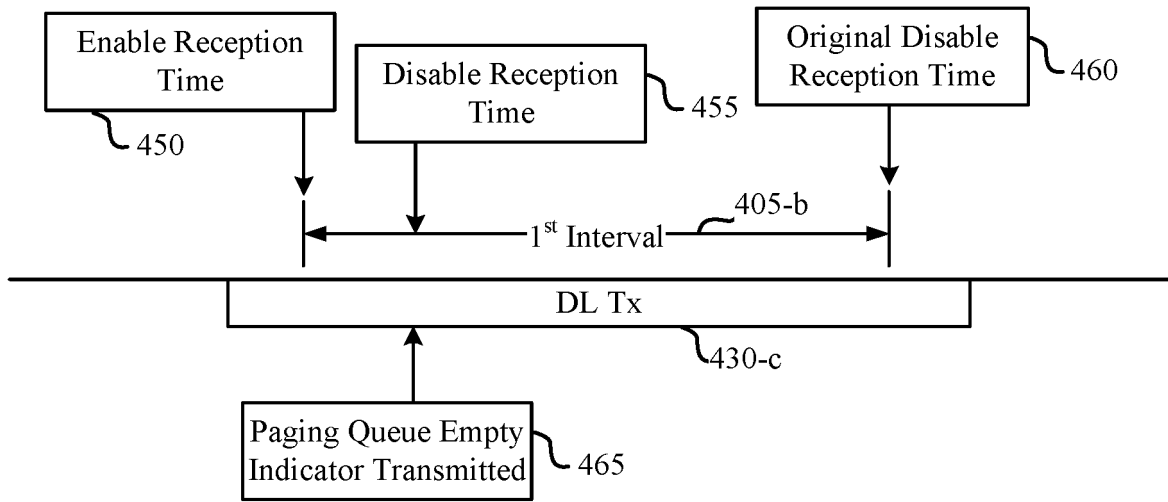 Enable Reception
Time
450
Disable Reception
Time
455
Original Disable
Reception Time
460
405-b
1st Interval
DL Tx
430-c
Paging Queue Empty
Indicator Transmitted
465